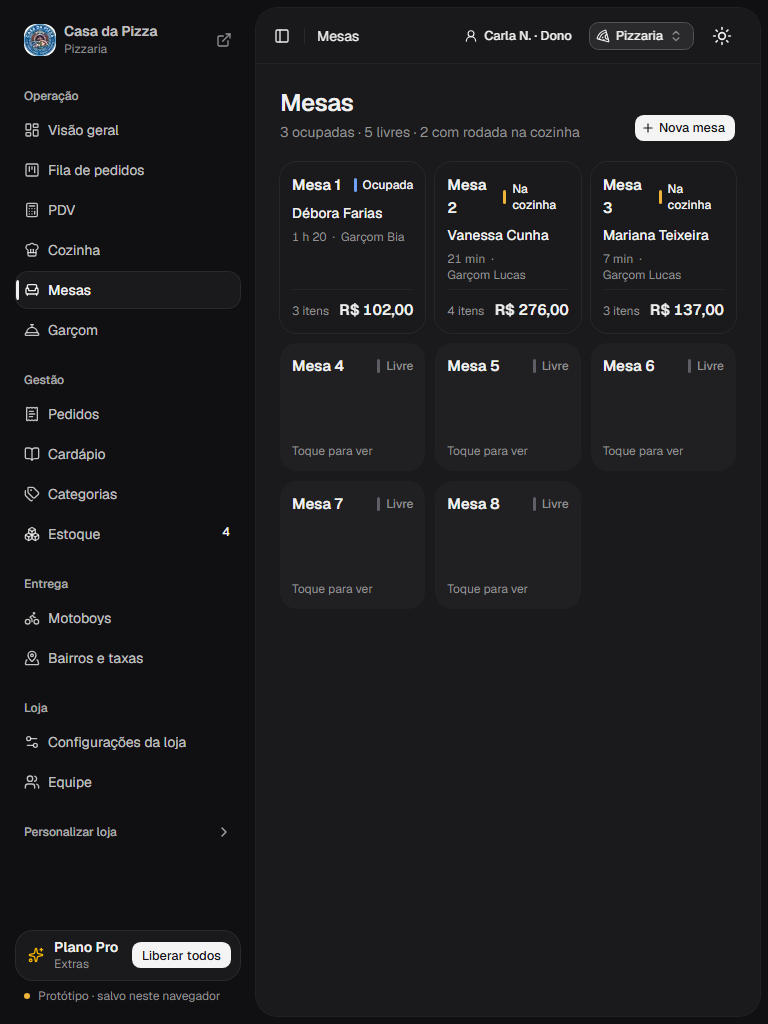 Casa da Pizza
Pizzaria
Operação
Visão geral
Fila de pedidos
PDV
Cozinha
Mesas
Garçom
Gestão
Pedidos
Cardápio
Categorias
Estoque 4
Entrega
Motoboys
Bairros e taxas
Loja
Configurações da loja
Equipe
Personalizar loja
Plano Pro
Extras
Liberar todos
Protótipo · salvo neste navegador
Mesas
Carla N. · Dono
Pizzaria
Mesas
3 ocupadas · 5 livres · 2 com rodada na cozinha
Nova mesa
Mesa 1 Ocupada
Débora Farias
1 h 20 · Garçom Bia
3 itens R$ 102,00
Mesa 2
Na cozinha
Vanessa Cunha
21 min ·
Garçom Lucas
4 itens R$ 276,00
Mesa 3
Na cozinha
Mariana Teixeira
7 min ·
Garçom Lucas
3 itens R$ 137,00
Mesa 4 Livre
Toque para ver
Mesa 5 Livre
Toque para ver
Mesa 6 Livre
Toque para ver
Mesa 7 Livre
Toque para ver
Mesa 8 Livre
Toque para ver